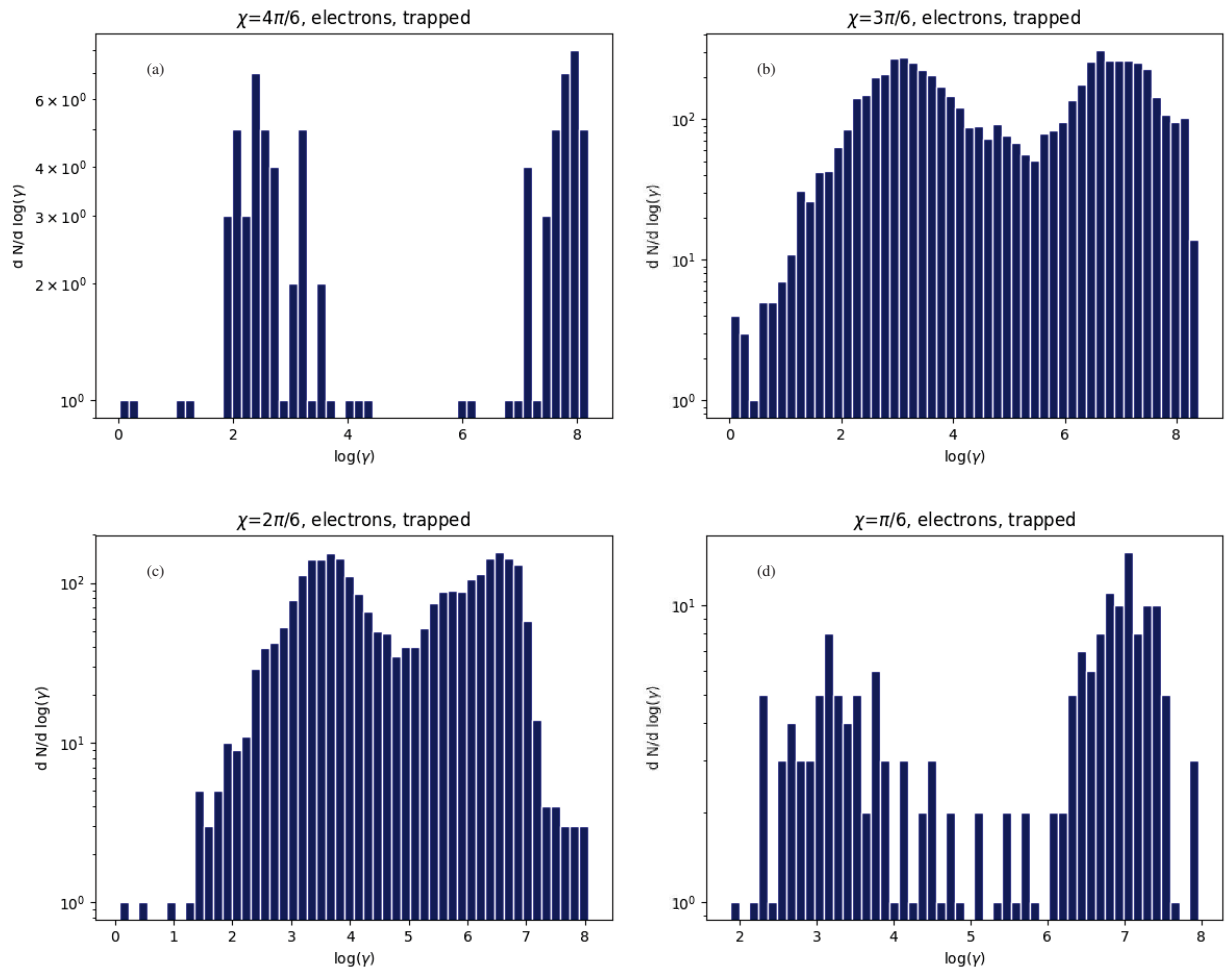 χ=4π/6, electrons, trapped
(a)
6 × 10⁰
4 × 10⁰
3 × 10⁰
2 × 10⁰
10⁰
d N/d log(γ)
0 2 4 6 8
log(γ)
χ=3π/6, electrons, trapped
(b)
10²
10¹
10⁰
d N/d log(γ)
0 2 4 6 8
log(γ)
χ=2π/6, electrons, trapped
(c)
10²
10¹
10⁰
d N/d log(γ)
0 1 2 3 4 5 6 7 8
log(γ)
χ=π/6, electrons, trapped
(d)
10¹
10⁰
d N/d log(γ)
2 3 4 5 6 7 8
log(γ)